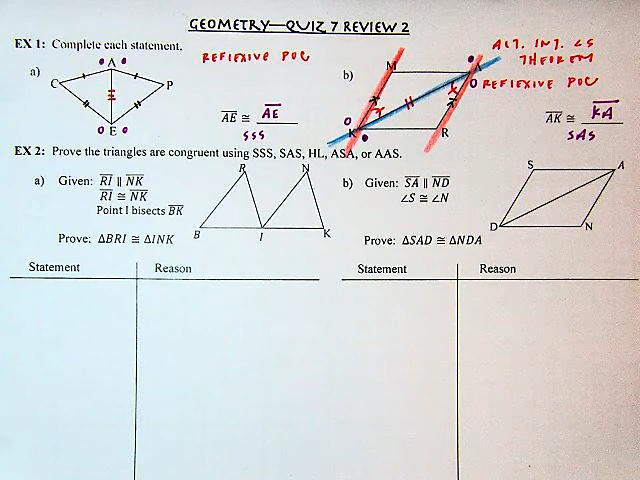 GEOMETRY—QUIZ 7 REVIEW 2
EX 1: Complete each statement.
REFLEXIVE POC
ALT. INT. ∠S
THEOREM
a)
A
C
P
E
AE ≅ AE
SSS
b)
M
A
K
R
REFLEXIVE POC
AK ≅ KA
SAS
EX 2: Prove the triangles are congruent using SSS, SAS, HL, ASA, or AAS.
a) Given: RI ∥ NK
RI ≅ NK
Point I bisects BK
Prove: ΔBRI ≅ ΔINK
R
N
B
I
K
b) Given: SA ∥ ND
∠S ≅ ∠N
Prove: ΔSAD ≅ ΔNDA
S
A
D
N
Statement Reason
Statement Reason